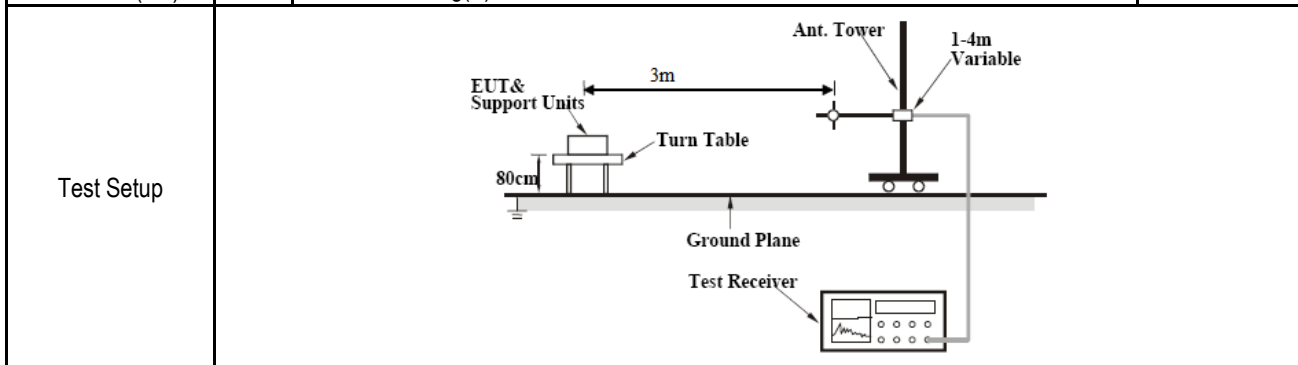 Test Setup
Ant. Tower
1-4m
Variable
3m
EUT&
Support Units
Turn Table
80cm
Ground Plane
Test Receiver